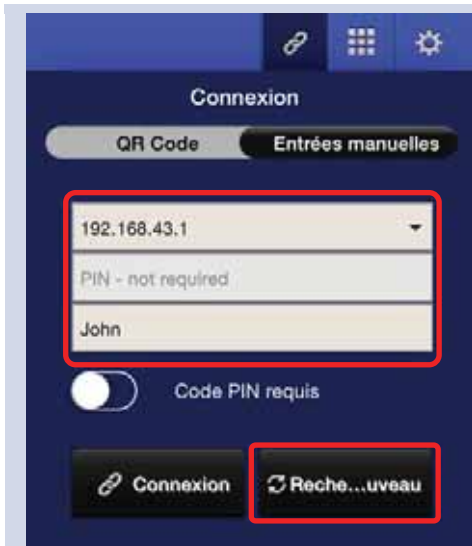 Connexion
QR Code
Entrées manuelles
192.168.43.1
PIN - not required
John
Code PIN requis
Connexion
Reche...uveau